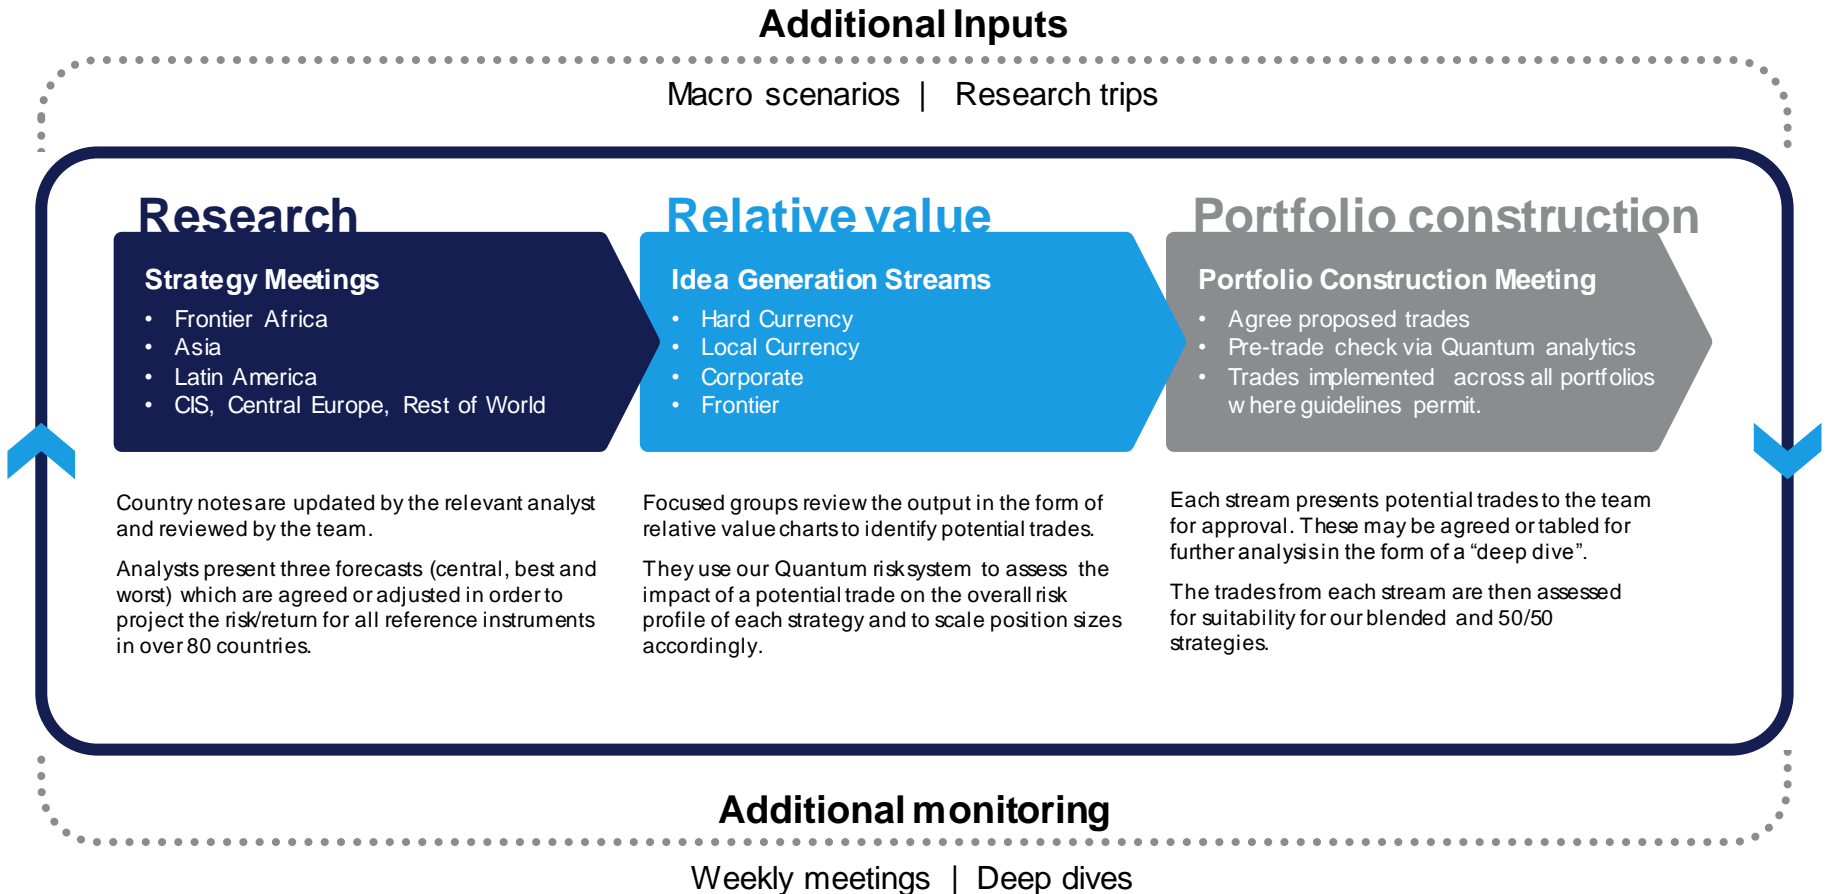 Additional Inputs
Macro scenarios | Research trips
Research
Strategy Meetings
• Frontier Africa
• Asia
• Latin America
• CIS, Central Europe, Rest of World
Country notes are updated by the relevant analyst
and reviewed by the team.
Analysts present three forecasts (central, best and
worst) which are agreed or adjusted in order to
project the risk/return for all reference instruments
in over 80 countries.
Relative value
Idea Generation Streams
• Hard Currency
• Local Currency
• Corporate
• Frontier
Focused groups review the output in the form of
relative value charts to identify potential trades.
They use our Quantum risk system to assess the
impact of a potential trade on the overall risk
profile of each strategy and to scale position sizes
accordingly.
Portfolio construction
Portfolio Construction Meeting
• Agree proposed trades
• Pre-trade check via Quantum analytics
• Trades implemented across all portfolios
where guidelines permit.
Each stream presents potential trades to the team
for approval. These may be agreed or tabled for
further analysis in the form of a “deep dive”.
The trades from each stream are then assessed
for suitability for our blended and 50/50
strategies.
Additional monitoring
Weekly meetings | Deep dives